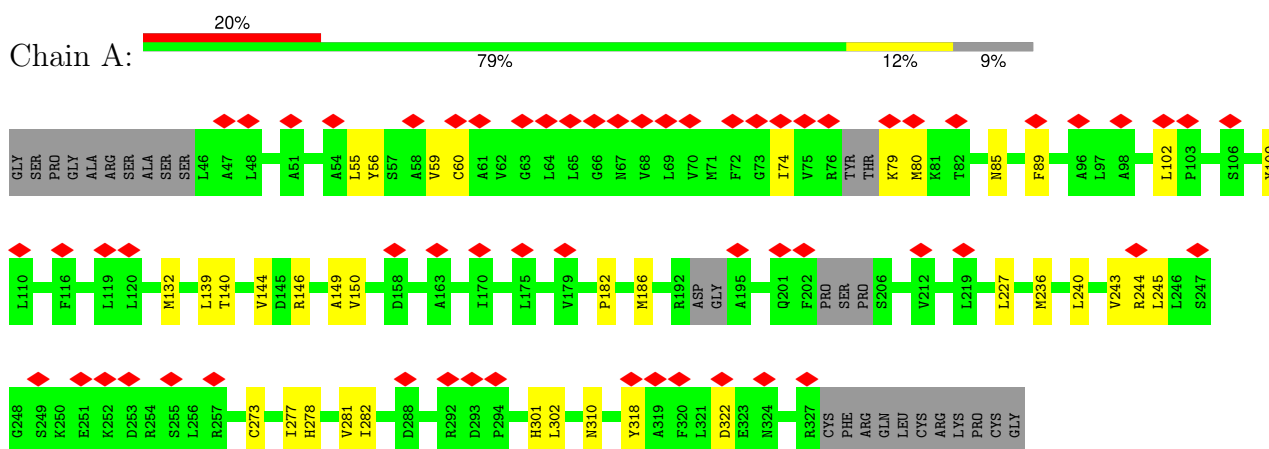 20%
Chain A:
79% 12% 9%
GLY SER PRO GLY ALA ARG SER ALA SER SER L46 A47 L48 A51 A54 L55 Y56 S57 A58 V59 C60 A61 V62 G63 L64 L65 G66 N67 V68 L69 V70 M71 F72 G73 I74 V75 R76 TYR THR K79 M80 K81 T82 N85 F89 A96 L97 A98 L102 P103 S106
L110 F116 L119 L120 M132 L139 T140 V144 D145 R146 A149 V150 D158 A163 I170 L175 V179 P182 M186 R192 ASP GLY A195 Q201 F202 PRO SER PRO S206 V212 L219 L227 M236 L240 V243 R244 L245 L246 S247
G248 S249 K250 E251 K252 D253 R254 S255 L256 R257 C273 I277 H278 V281 I282 D288 R292 D293 P294 H301 L302 N310 Y318 A319 F320 L321 D322 E323 N324 R327 CYS PHE ARG GLN LEU CYS ARG LYS PRO CYS GLY